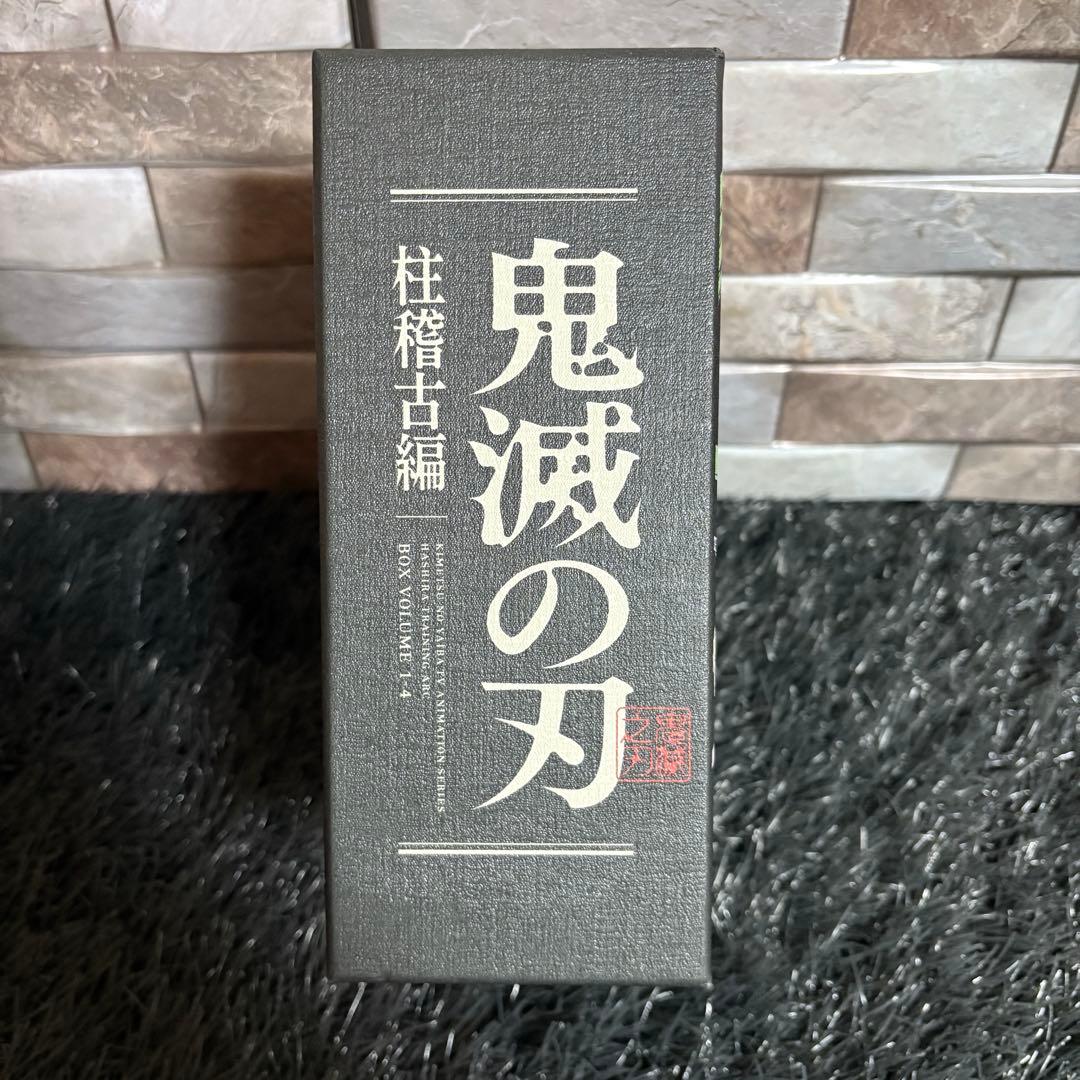 鬼滅の刃
柱稽古編
KIMETSU NO YAIBA TV ANIMATION SERIES
HASHIRA TRAINING ARC
BOX VOLUME 1-4